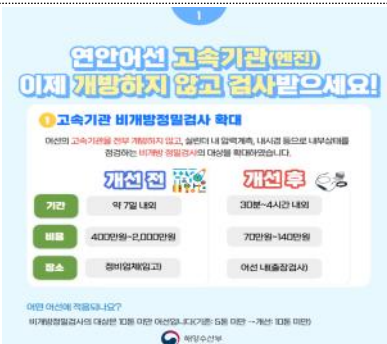 1
연안어선 고속기관(엔진)
이제 개방하지 않고 검사받으세요!
1 고속기관 비개방정밀검사 확대
어선의 고속기관을 전부 개방하지 않고, 실린더 내 압력계측, 내시경 등으로 내부상태를
점검하는 비개방 정밀검사의 대상을 확대하였습니다.
개선 전 개선 후
기간 약 7일 내외 30분~4시간 내외
비용 400만원~2,000만원 70만원~140만원
장소 정비업체(입고) 어선 내(출장검사)
어떤 어선에 적용되나요?
비개방정밀검사의 대상은 10톤 미만 어선입니다(기존: 5톤 미만 → 개선: 10톤 미만)
해양수산부